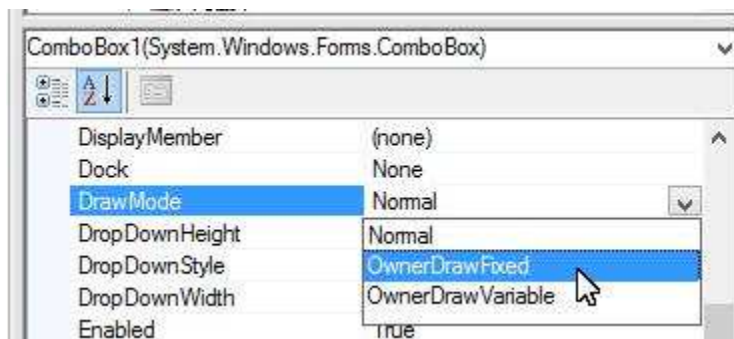 ComboBox1(System.Windows.Forms.ComboBox)
A
Z
DisplayMember (none)
Dock None
DrawMode Normal
DropDownHeight Normal
DropDownStyle OwnerDrawFixed
DropDownWidth OwnerDrawVariable
Enabled True